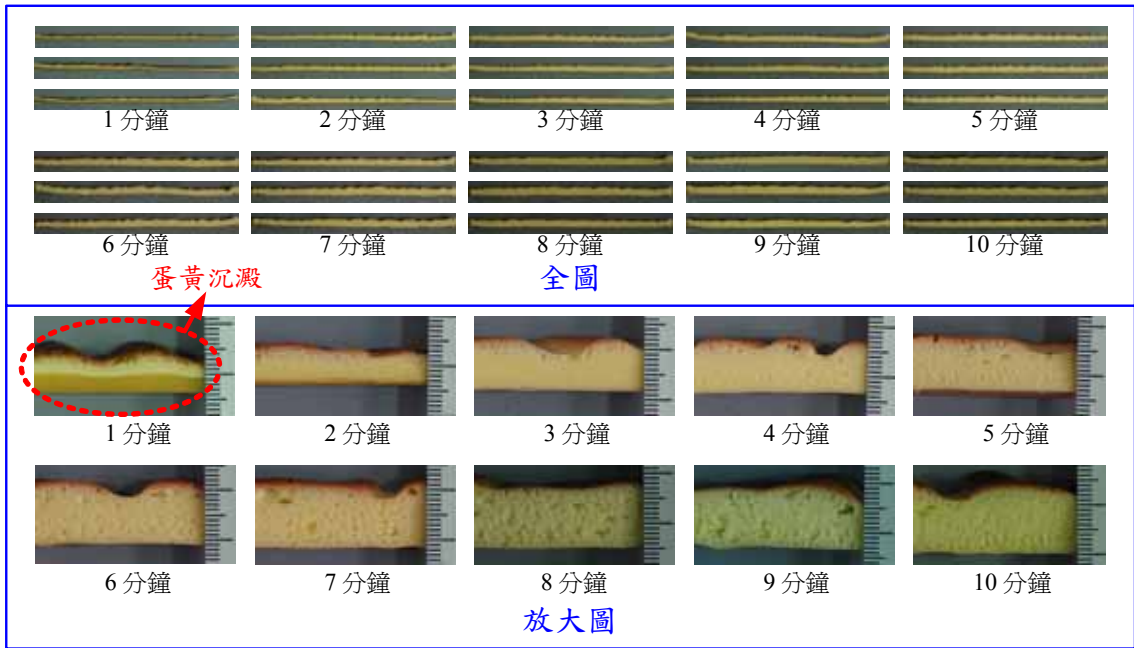 1 分鐘 2 分鐘 3 分鐘 4 分鐘 5 分鐘
6 分鐘 7 分鐘 8 分鐘 9 分鐘 10 分鐘
蛋黃沉澱
全圖
1 分鐘 2 分鐘 3 分鐘 4 分鐘 5 分鐘
6 分鐘 7 分鐘 8 分鐘 9 分鐘 10 分鐘
放大圖